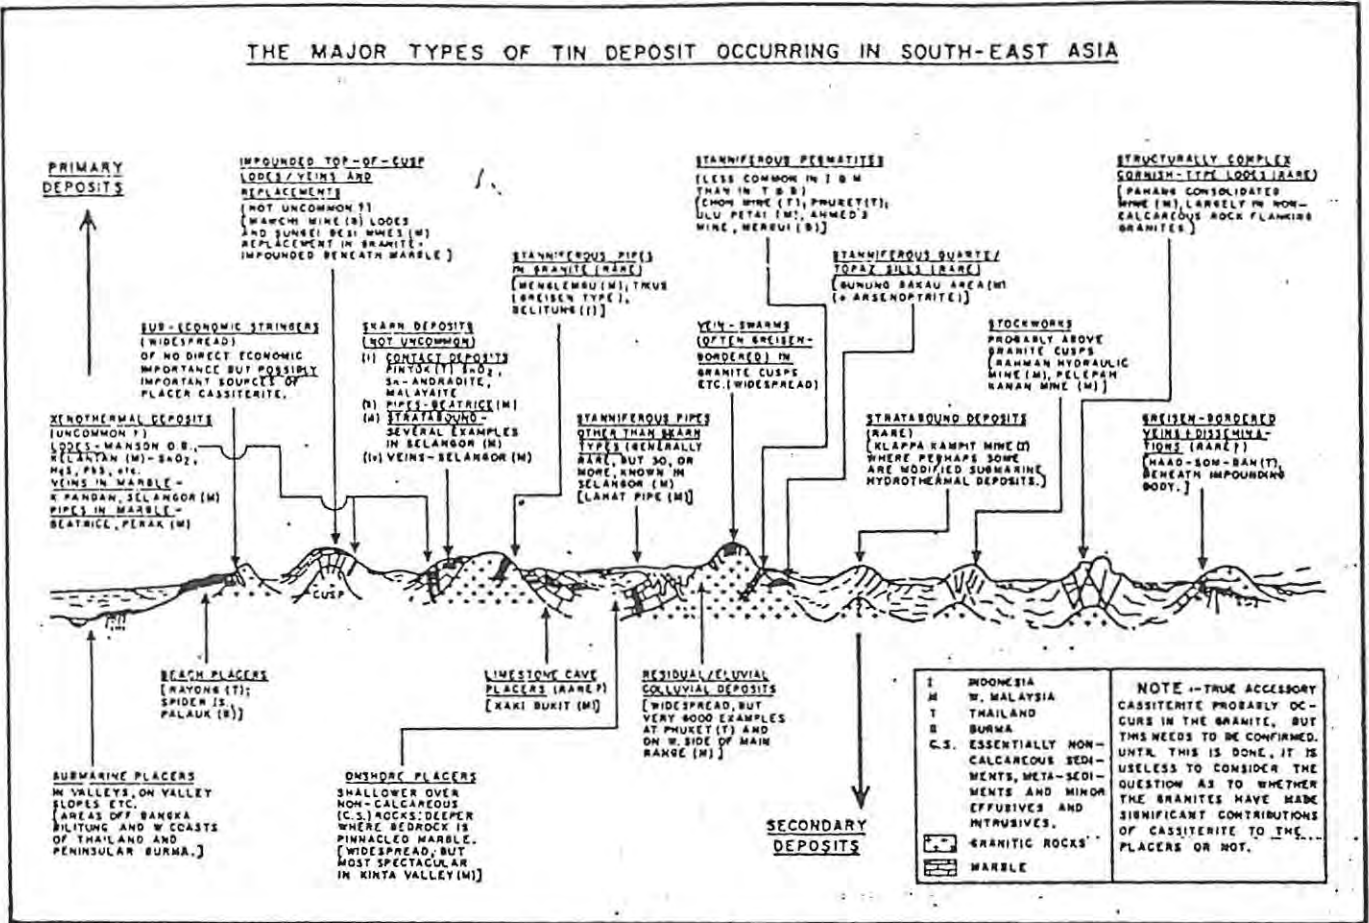 THE MAJOR TYPES OF TIN DEPOSIT OCCURRING IN SOUTH-EAST ASIA
PRIMARY
DEPOSITS
IMPOUNDED TOP-OF-CUSP
LODES/VEINS AND
REPLACEMENTS
(NOT UNCOMMON ?)
[MAWCHI MINE (B) LODES
AND SUNGEI BESI MINES (M)
REPLACEMENT IN GRANITE-
IMPOUNDED BENEATH MARBLE]
STANNIFEROUS PEGMATITES
(LESS COMMON IN I & M
THAN IN T & B)
[CHON MINE (T); PHUKET(T);
ULU PETAI (M), AHMED'S
MINE, MERGUI (B)]
STRUCTURALLY COMPLEX
CORNISH-TYPE LODES (RARE)
[PAHANG CONSOLIDATED
MINE (M), LARGELY IN NON-
CALCAREOUS ROCK FLANKING
GRANITES]
STANNIFEROUS PIPES
IN GRANITE (RARE)
[MENGLEMBU (M); TIKUS
(GREISEN TYPE),
BELITUNG (I)]
STANNIFEROUS QUARTZ/
TOPAZ SILLS (RARE)
[GUNUNG BAKAU AREA (M)
(+ ARSENOPYRITE)]
SUB-ECONOMIC STRINGERS
(WIDESPREAD)
OF NO DIRECT ECONOMIC
IMPORTANCE BUT POSSIBLY
IMPORTANT SOURCES OF
PLACER CASSITERITE.
SKARN DEPOSITS
(NOT UNCOMMON)
(i) CONTACT DEPOSITS
PINYOK (T) SnO2,
Sn-ANDRADITE,
MALAYAITE
PIPES-BEATRICE (M)
STRATABOUND-
SEVERAL EXAMPLES
IN SELANGOR (M)
(iv) VEINS-SELANGOR (M)
VEIN-SWARMS
(OFTEN GREISEN-
BORDERED) IN
GRANITE CUSPS
ETC. (WIDESPREAD)
STOCKWORKS
PROBABLY ABOVE
GRANITE CUSPS
[RAHMAN HYDRAULIC
MINE (M), PELEPAH
KANAN MINE (M)]
XENOTHERMAL DEPOSITS
(UNCOMMON ?)
LODES-MANSON O.B.,
KELANTAN (M)-SnO2,
HgS, PbS, etc.
VEINS IN MARBLE-
K PANDAN, SELANGOR (M)
PIPES IN MARBLE-
BEATRICE, PERAK (M)
STANNIFEROUS PIPES
OTHER THAN SKARN
TYPES (GENERALLY
RARE, BUT 50, OR
MORE, KNOWN IN
SELANGOR (M)
[LAHAT PIPE (M)]
STRATABOUND DEPOSITS
(RARE)
[KLAPPA KAMPIT MINE (I)
WHERE PERHAPS SOME
ARE MODIFIED SUBMARINE
HYDROTHERMAL DEPOSITS.]
GREISEN-BORDERED
VEINS + DISSEMINA-
TIONS (RARE ?)
[HAAD-SOM-BAN (T),
BENEATH IMPOUNDING
BODY.]
CUSP
?
BEACH PLACERS
[RAYONG (T);
SPIDER IS,
PALAUK (B)]
LIMESTONE CAVE
PLACERS (RARE ?)
[KAKI BUKIT (M)]
RESIDUAL/ELUVIAL
COLLUVIAL DEPOSITS
[WIDESPREAD, BUT
VERY GOOD EXAMPLES
AT PHUKET (T) AND
ON W. SIDE OF MAIN
RANGE (M)]
SUBMARINE PLACERS
IN VALLEYS, ON VALLEY
SLOPES ETC.
[AREAS OFF BANGKA
BILITUNG AND W COASTS
OF THAILAND AND
PENINSULAR BURMA.]
ONSHORE PLACERS
SHALLOWER OVER
NON-CALCAREOUS
(C.S.) ROCKS: DEEPER
WHERE BEDROCK IS
PINNACLED MARBLE.
[WIDESPREAD, BUT
MOST SPECTACULAR
IN KINTA VALLEY (M)]
SECONDARY
DEPOSITS
I INDONESIA
M W. MALAYSIA
T THAILAND
B BURMA
C.S. ESSENTIALLY NON-
CALCAREOUS SEDI-
MENTS, META-SEDI-
MENTS AND MINOR
EFFUSIVES AND
INTRUSIVES.
GRANITIC ROCKS
MARBLE
NOTE :- TRUE ACCESSORY
CASSITERITE PROBABLY OC-
CURS IN THE GRANITE, BUT
THIS NEEDS TO BE CONFIRMED.
UNTIL THIS IS DONE, IT IS
USELESS TO CONSIDER THE
QUESTION AS TO WHETHER
THE GRANITES HAVE MADE
SIGNIFICANT CONTRIBUTIONS
OF CASSITERITE TO THE
PLACERS OR NOT.